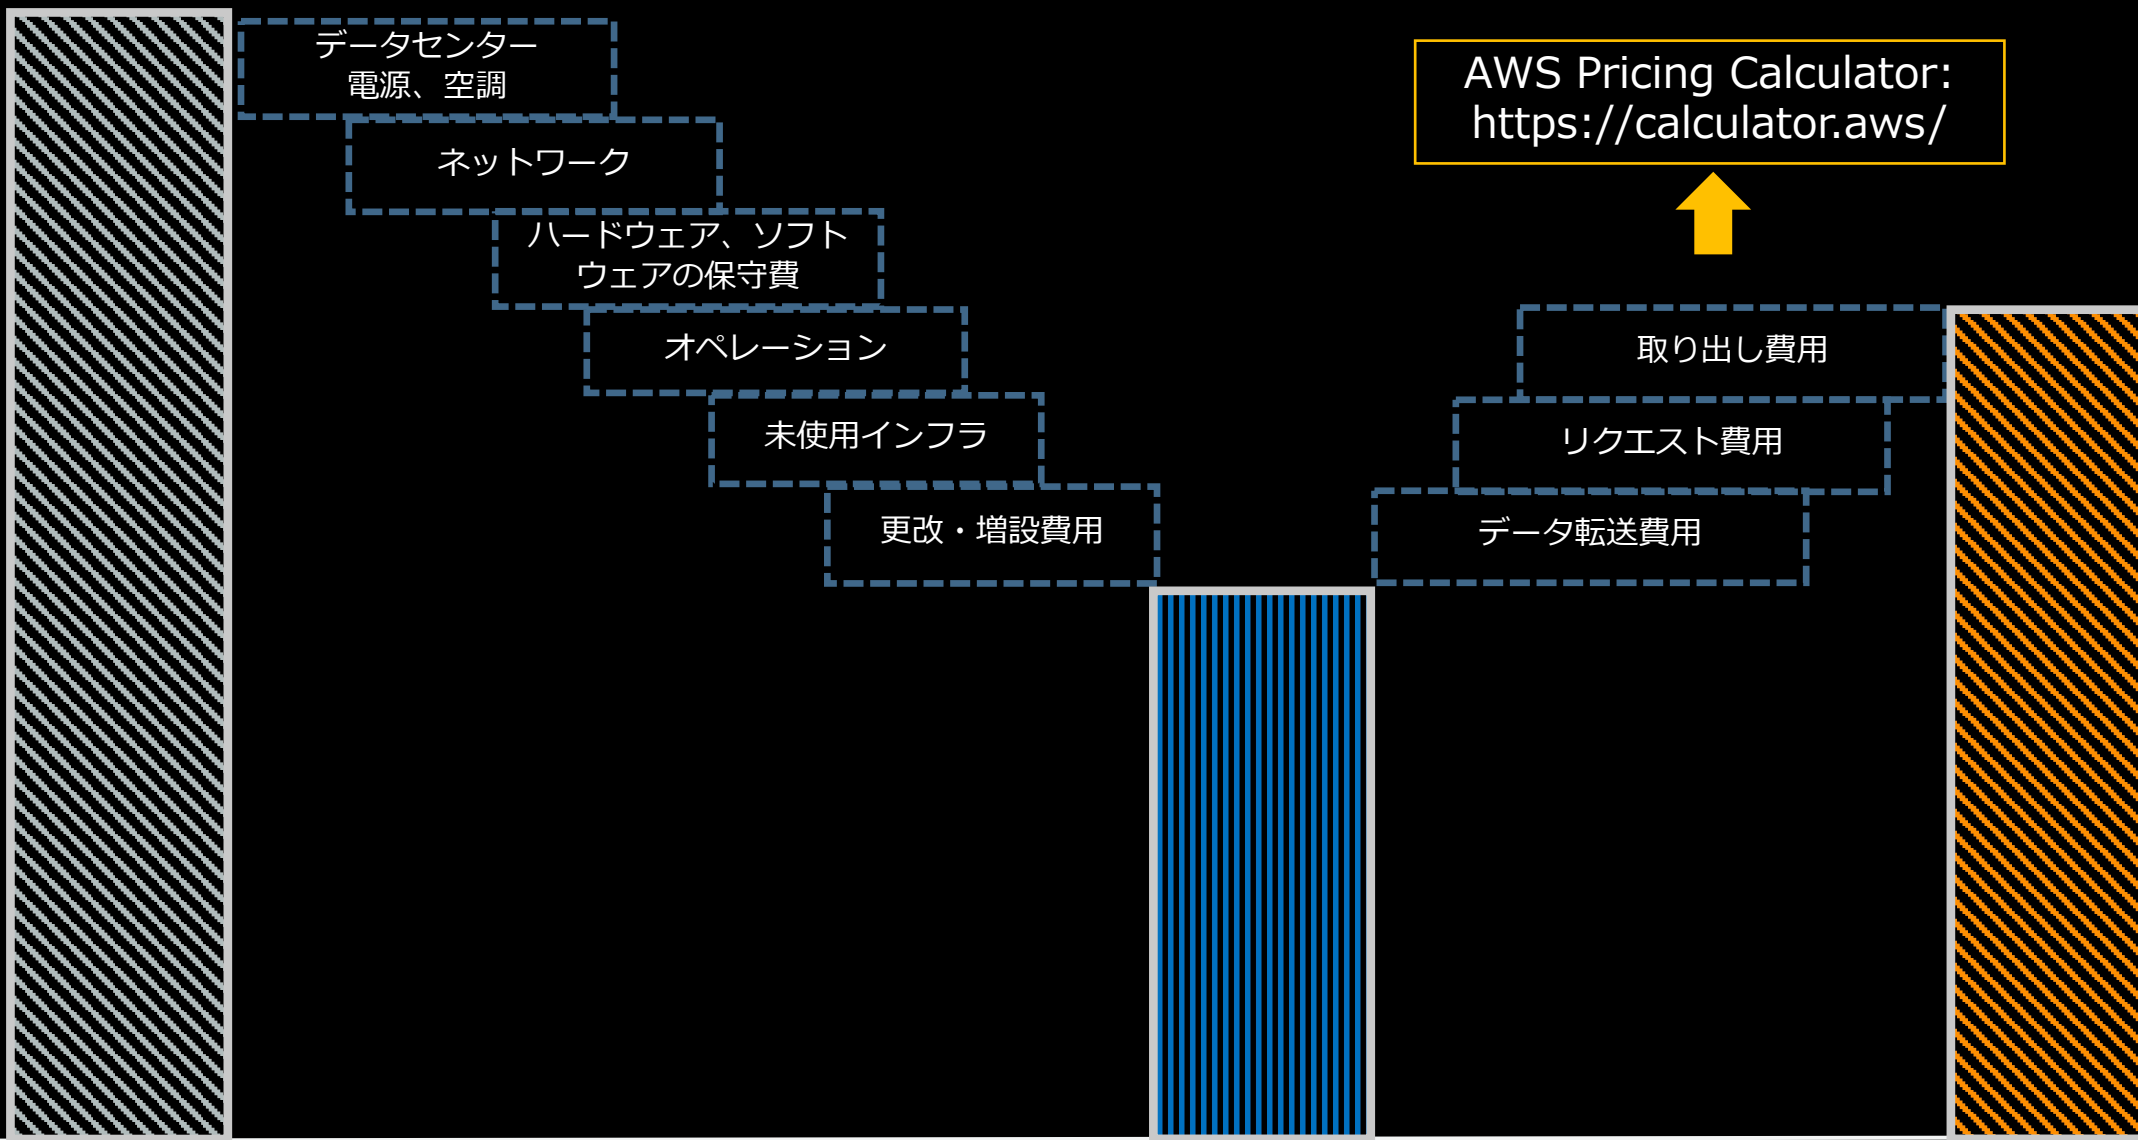 データセンター
電源、空調
ネットワーク
ハードウェア、ソフト
ウェアの保守費
オペレーション
未使用インフラ
更改・増設費用
AWS Pricing Calculator:
https://calculator.aws/
取り出し費用
リクエスト費用
データ転送費用